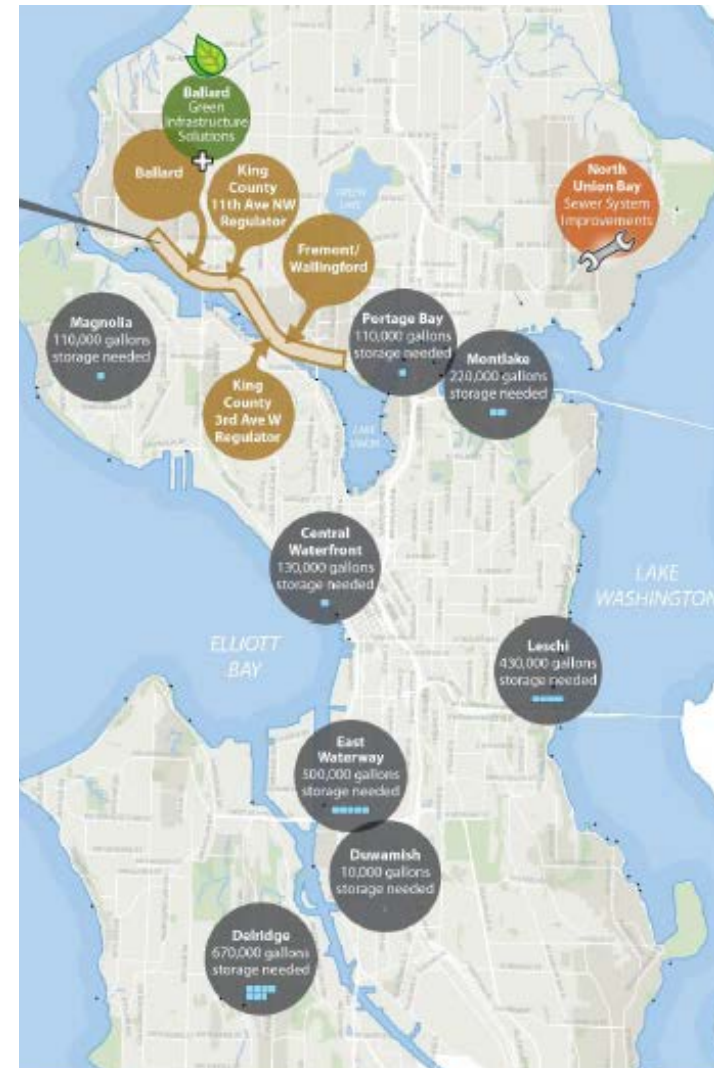 Ballard
Green
Infrastructure
Solutions
Ballard
King
County
11th Ave NW
Regulator
North
Union Bay
Sewer System
Improvements
GREEN
LAKE
Fremont/
Wallingford
Magnolia
110,000 gallons
storage needed
Portage Bay
110,000 gallons
storage needed
Montlake
220,000 gallons
storage needed
King
County
3rd Ave W
Regulator
LAKE
UNION
Central
Waterfront
130,000 gallons
storage needed
LAKE
WASHINGTON
ELLIOTT
BAY
Leschi
430,000 gallons
storage needed
East
Waterway
500,000 gallons
storage needed
Duwamish
10,000 gallons
storage needed
Delridge
670,000 gallons
storage needed